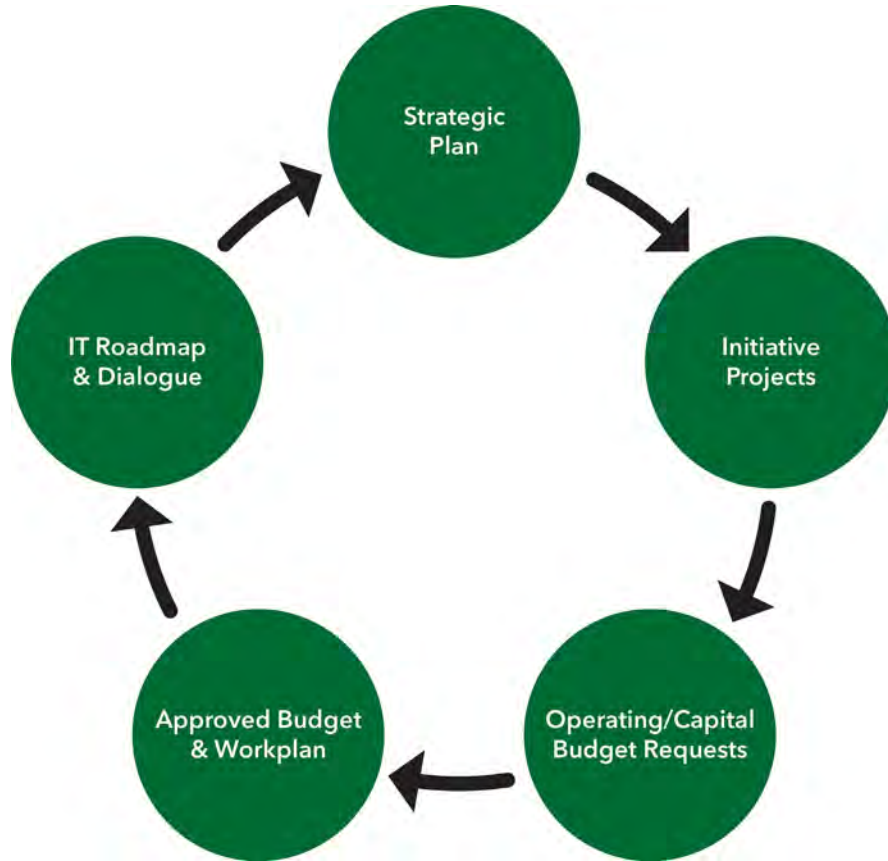 Strategic
Plan
Initiative
Projects
Operating/Capital
Budget Requests
Approved Budget
& Workplan
IT Roadmap
& Dialogue